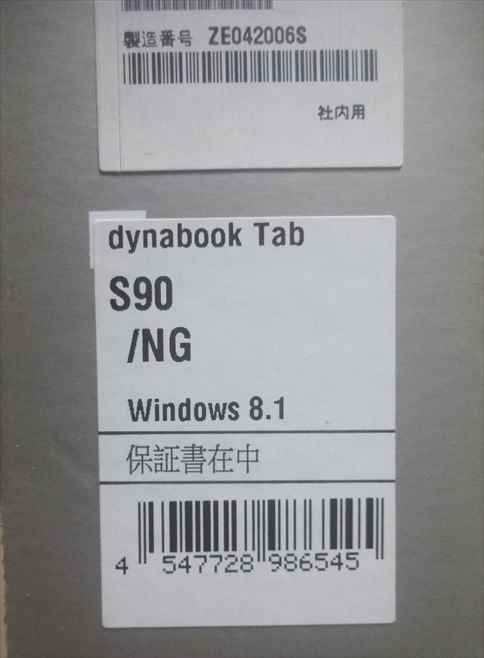 製造番号 ZE042006S
社内用
dynabook Tab
S90
/NG
Windows 8.1
保証書在中
4 547728 986545